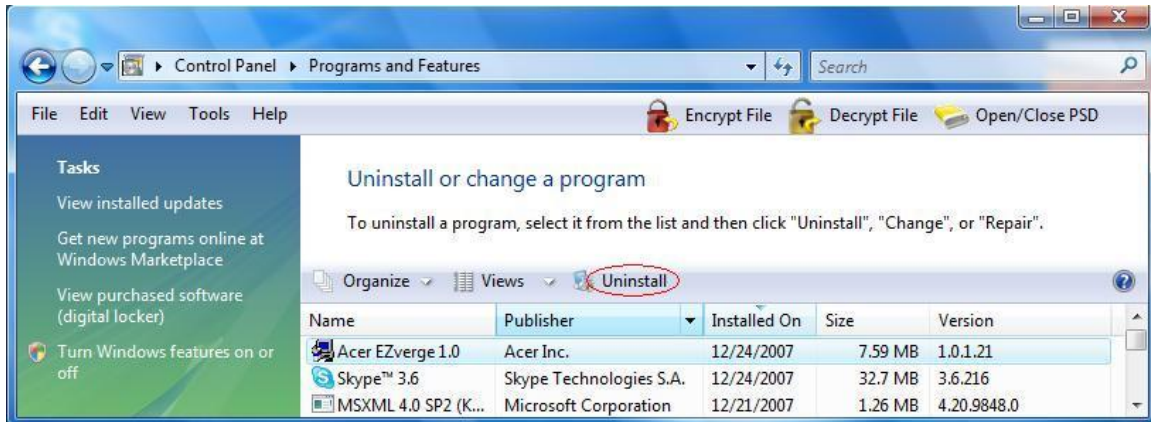 Control Panel Programs and Features Search
File Edit View Tools Help Encrypt File Decrypt File Open/Close PSD
Tasks
View installed updates
Get new programs online at
Windows Marketplace
View purchased software
(digital locker)
Turn Windows features on or
off
Uninstall or change a program
To uninstall a program, select it from the list and then click "Uninstall", "Change", or "Repair".
Organize Views Uninstall
Name Publisher Installed On Size Version
Acer EZverge 1.0 Acer Inc. 12/24/2007 7.59 MB 1.0.1.21
Skype™ 3.6 Skype Technologies S.A. 12/24/2007 32.7 MB 3.6.216
MSXML 4.0 SP2 (K... Microsoft Corporation 12/21/2007 1.26 MB 4.20.9848.0